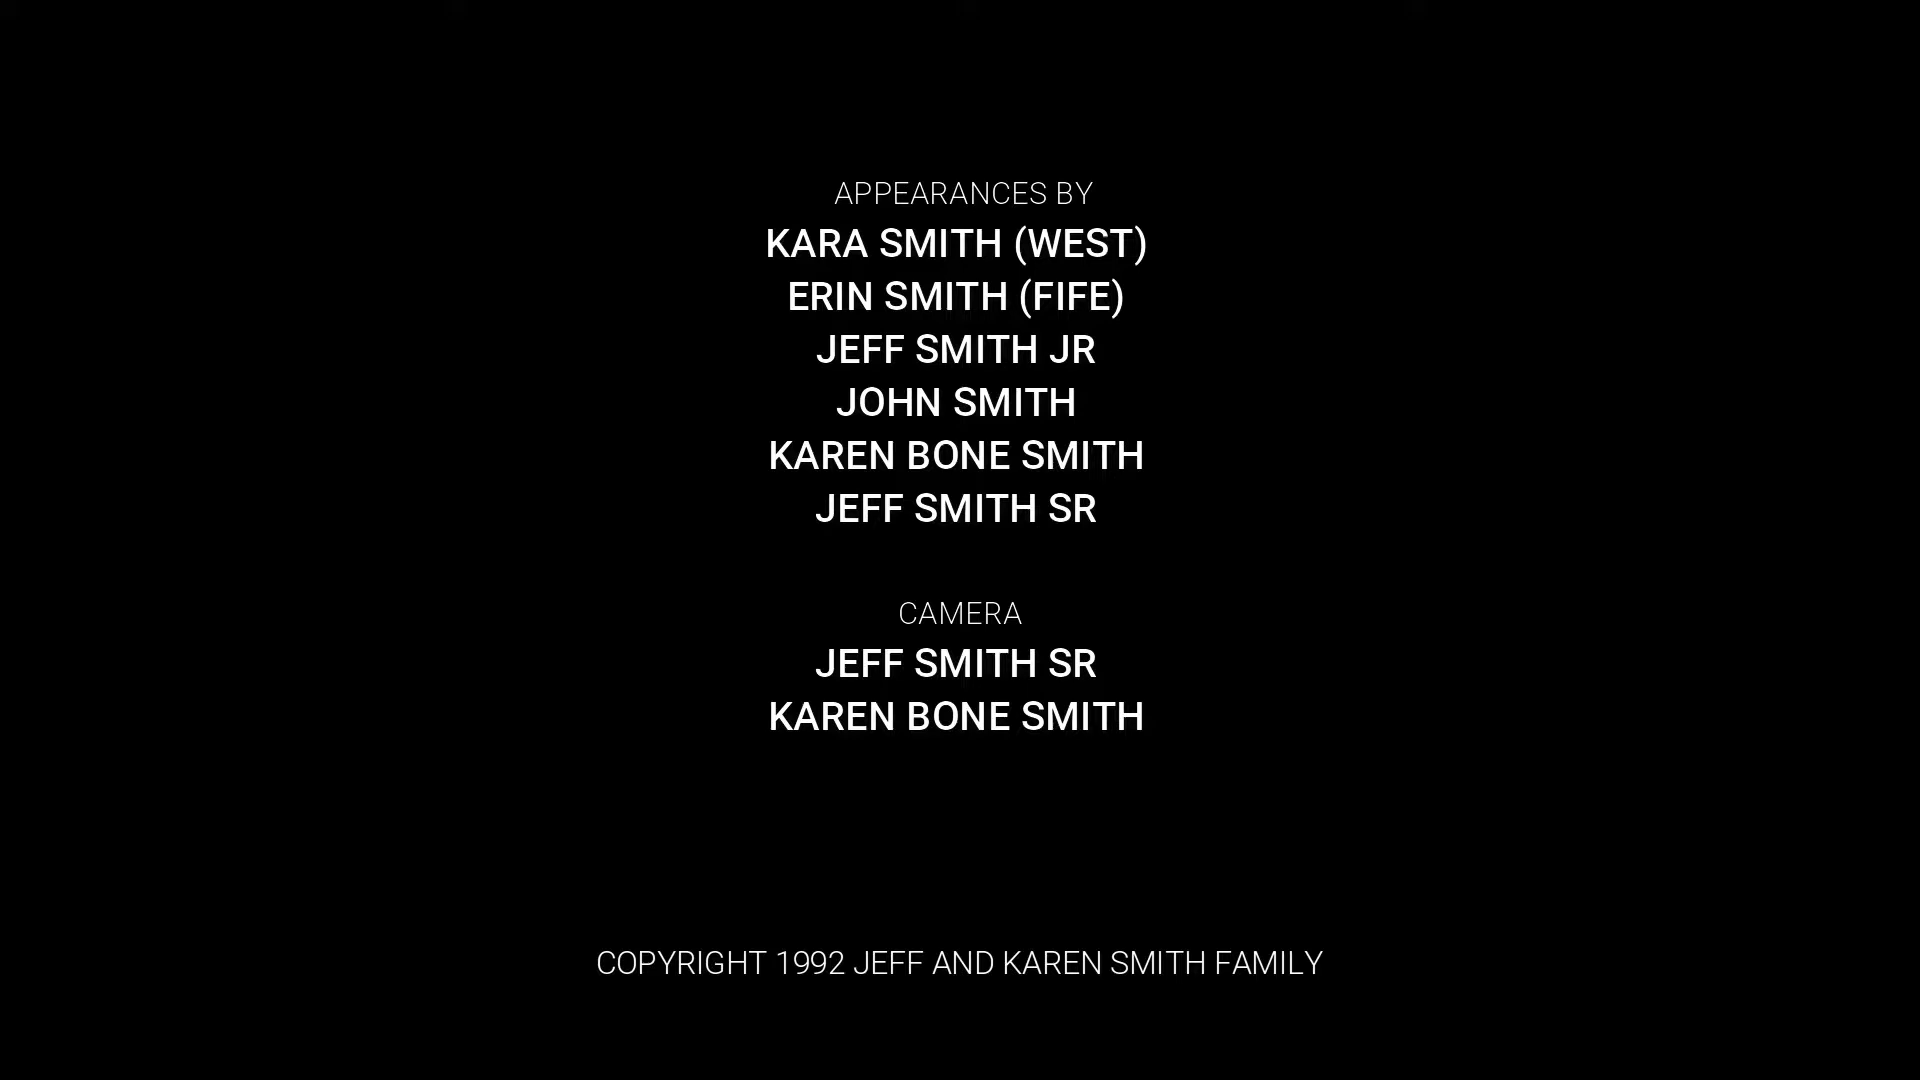 APPEARANCES BY
KARA SMITH (WEST)
ERIN SMITH (FIFE)
JEFF SMITH JR
JOHN SMITH
KAREN BONE SMITH
JEFF SMITH SR
CAMERA
JEFF SMITH SR
KAREN BONE SMITH
COPYRIGHT 1992 JEFF AND KAREN SMITH FAMILY